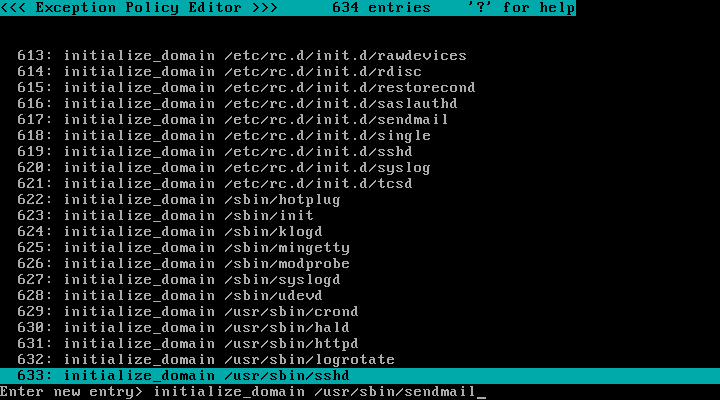 <<< Exception Policy Editor >>>      634 entries    '?' for help
613: initialize_domain /etc/rc.d/init.d/rawdevices
614: initialize_domain /etc/rc.d/init.d/rdisc
615: initialize_domain /etc/rc.d/init.d/restorecond
616: initialize_domain /etc/rc.d/init.d/saslauthd
617: initialize_domain /etc/rc.d/init.d/sendmail
618: initialize_domain /etc/rc.d/init.d/single
619: initialize_domain /etc/rc.d/init.d/sshd
620: initialize_domain /etc/rc.d/init.d/syslog
621: initialize_domain /etc/rc.d/init.d/tcsd
622: initialize_domain /sbin/hotplug
623: initialize_domain /sbin/init
624: initialize_domain /sbin/klogd
625: initialize_domain /sbin/mingetty
626: initialize_domain /sbin/modprobe
627: initialize_domain /sbin/syslogd
628: initialize_domain /sbin/udevd
629: initialize_domain /usr/sbin/crond
630: initialize_domain /usr/sbin/hald
631: initialize_domain /usr/sbin/httpd
632: initialize_domain /usr/sbin/logrotate
633: initialize_domain /usr/sbin/sshd
Enter new entry> initialize_domain /usr/sbin/sendmail_